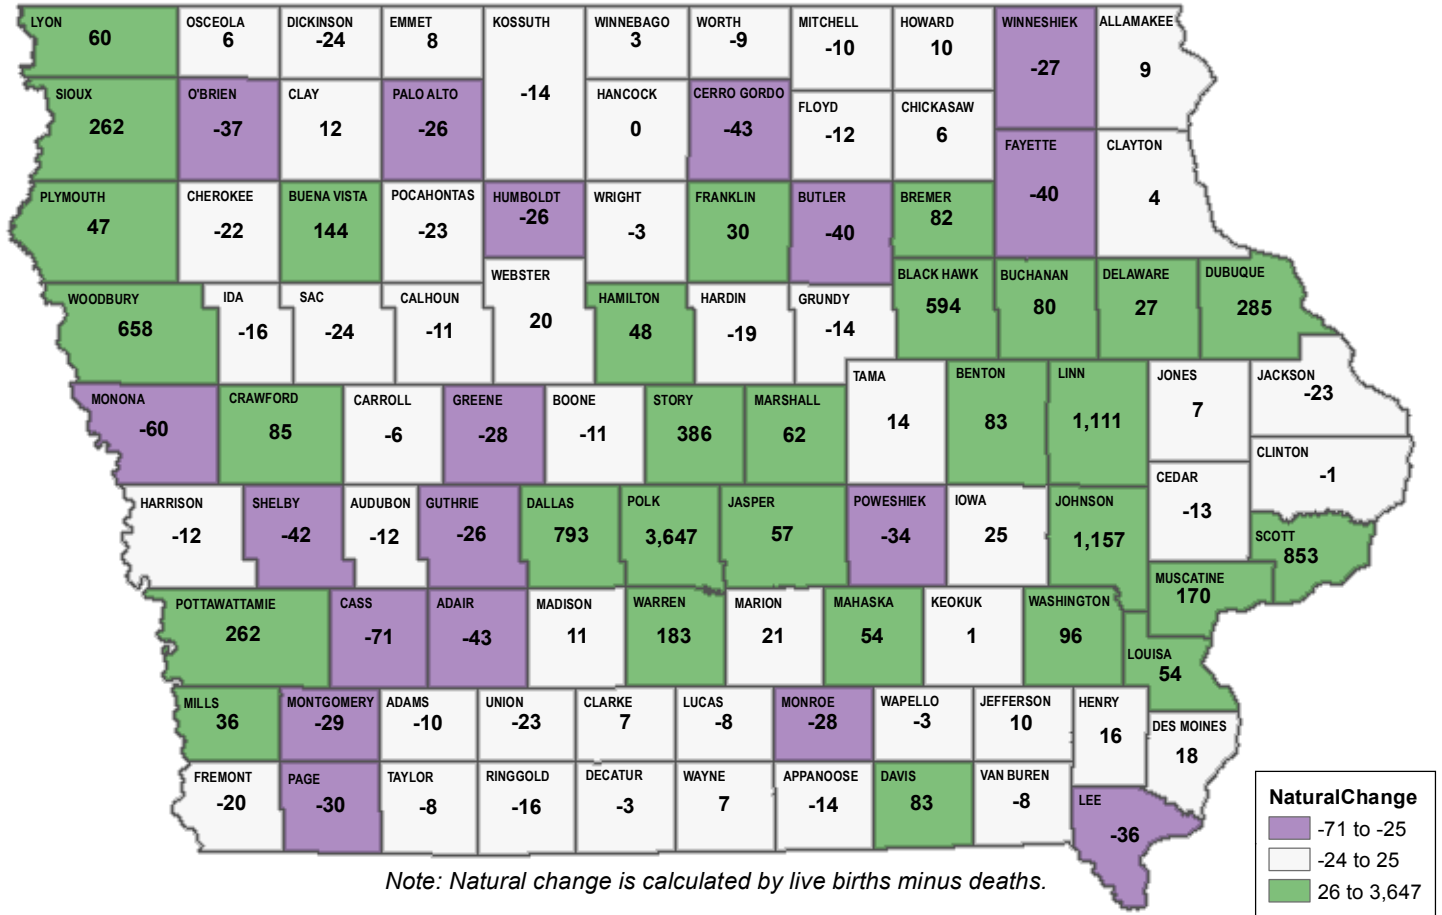 LYON
60
OSCEOLA
6
DICKINSON
-24
EMMET
8
KOSSUTH
-14
WINNEBAGO
3
WORTH
-9
MITCHELL
-10
HOWARD
10
WINNESHIEK
-27
ALLAMAKEE
9
SIOUX
262
O'BRIEN
-37
CLAY
12
PALO ALTO
-26
HANCOCK
0
CERRO GORDO
-43
FLOYD
-12
CHICKASAW
6
FAYETTE
-40
CLAYTON
4
PLYMOUTH
47
CHEROKEE
-22
BUENA VISTA
144
POCAHONTAS
-23
HUMBOLDT
-26
WRIGHT
-3
FRANKLIN
30
BUTLER
-40
BREMER
82
WOODBURY
658
IDA
-16
SAC
-24
CALHOUN
-11
WEBSTER
20
HAMILTON
48
HARDIN
-19
GRUNDY
-14
BLACK HAWK
594
BUCHANAN
80
DELAWARE
27
DUBUQUE
285
MONONA
-60
CRAWFORD
85
CARROLL
-6
GREENE
-28
BOONE
-11
STORY
386
MARSHALL
62
TAMA
14
BENTON
83
LINN
1,111
JONES
7
JACKSON
-23
CLINTON
-1
HARRISON
-12
SHELBY
-42
AUDUBON
-12
GUTHRIE
-26
DALLAS
793
POLK
3,647
JASPER
57
POWESHIEK
-34
IOWA
25
JOHNSON
1,157
CEDAR
-13
SCOTT
853
MUSCATINE
170
POTTAWATTAMIE
262
CASS
-71
ADAIR
-43
MADISON
11
WARREN
183
MARION
21
MAHASKA
54
KEOKUK
1
WASHINGTON
96
LOUISA
54
MILLS
36
MONTGOMERY
-29
ADAMS
-10
UNION
-23
CLARKE
7
LUCAS
-8
MONROE
-28
WAPELLO
-3
JEFFERSON
10
HENRY
16
DES MOINES
18
FREMONT
-20
PAGE
-30
TAYLOR
-8
RINGGOLD
-16
DECATUR
-3
WAYNE
7
APPANOOSE
-14
DAVIS
83
VAN BUREN
-8
LEE
-36
NaturalChange
-71 to -25
-24 to 25
26 to 3,647
Note: Natural change is calculated by live births minus deaths.